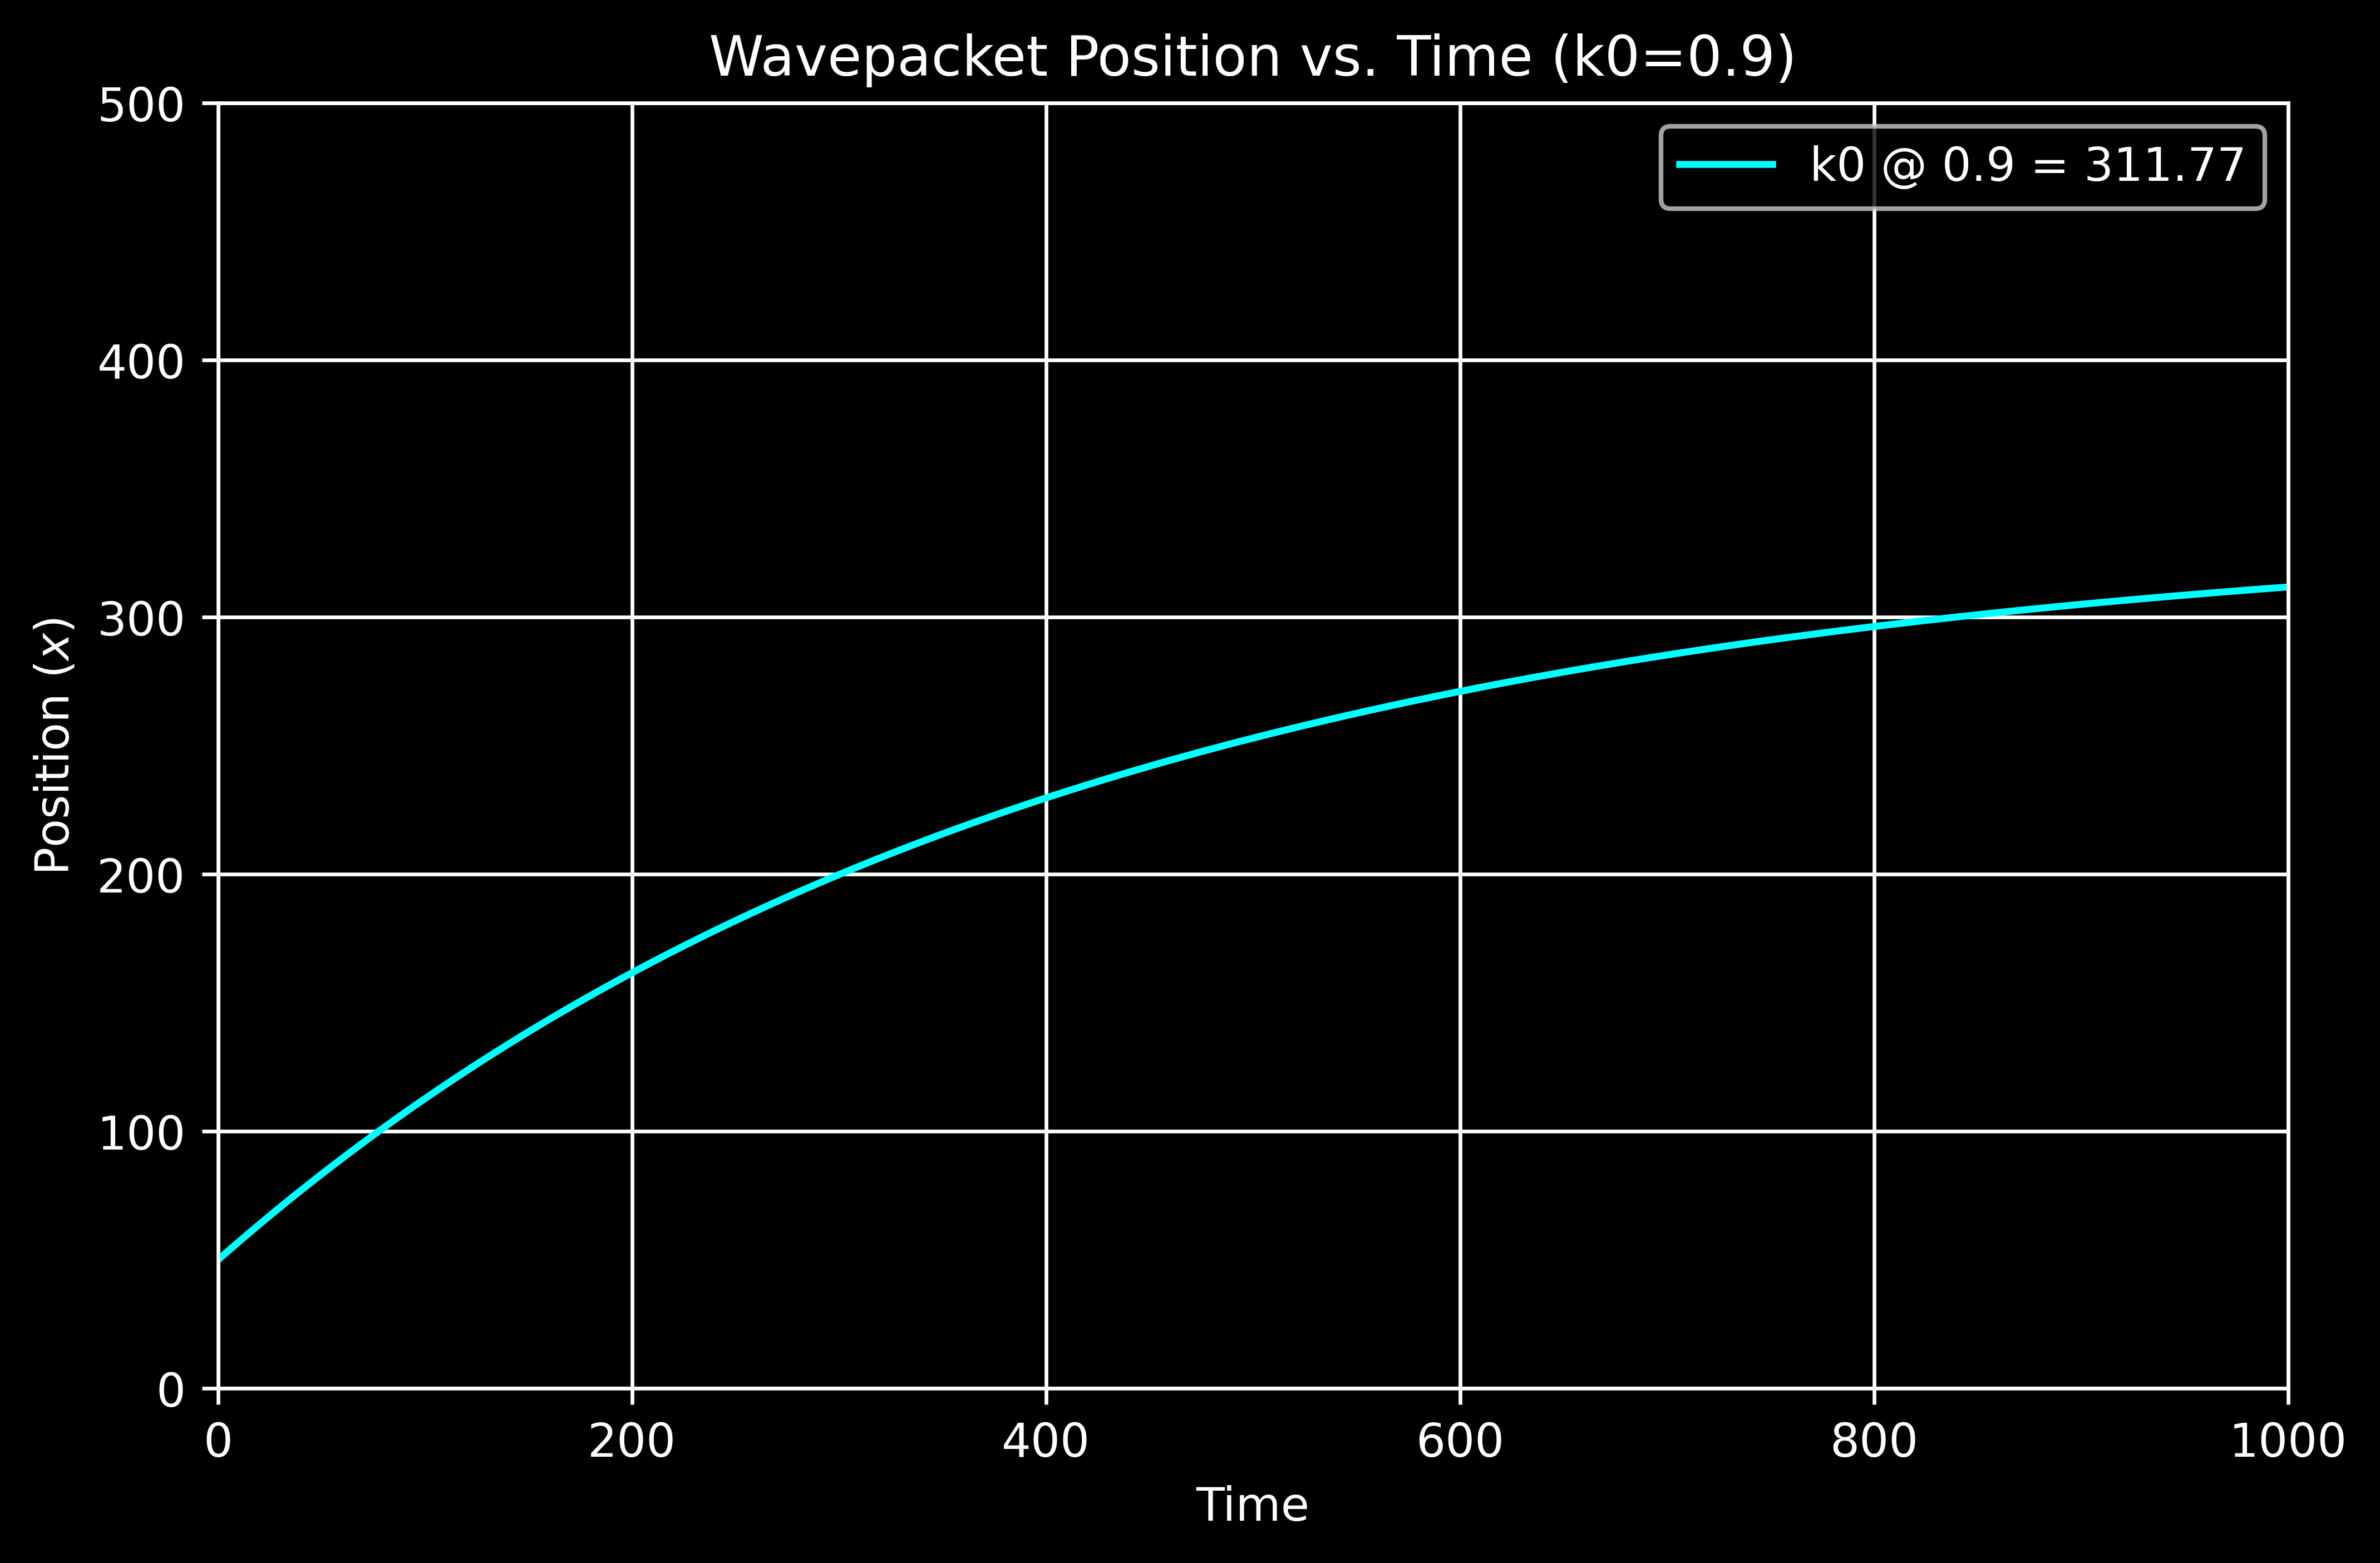 Wavepacket Position vs. Time (k0=0.9)
k0 @ 0.9 = 311.77
Position (x)
500
400
300
200
100
0
0 200 400 600 800 1000
Time